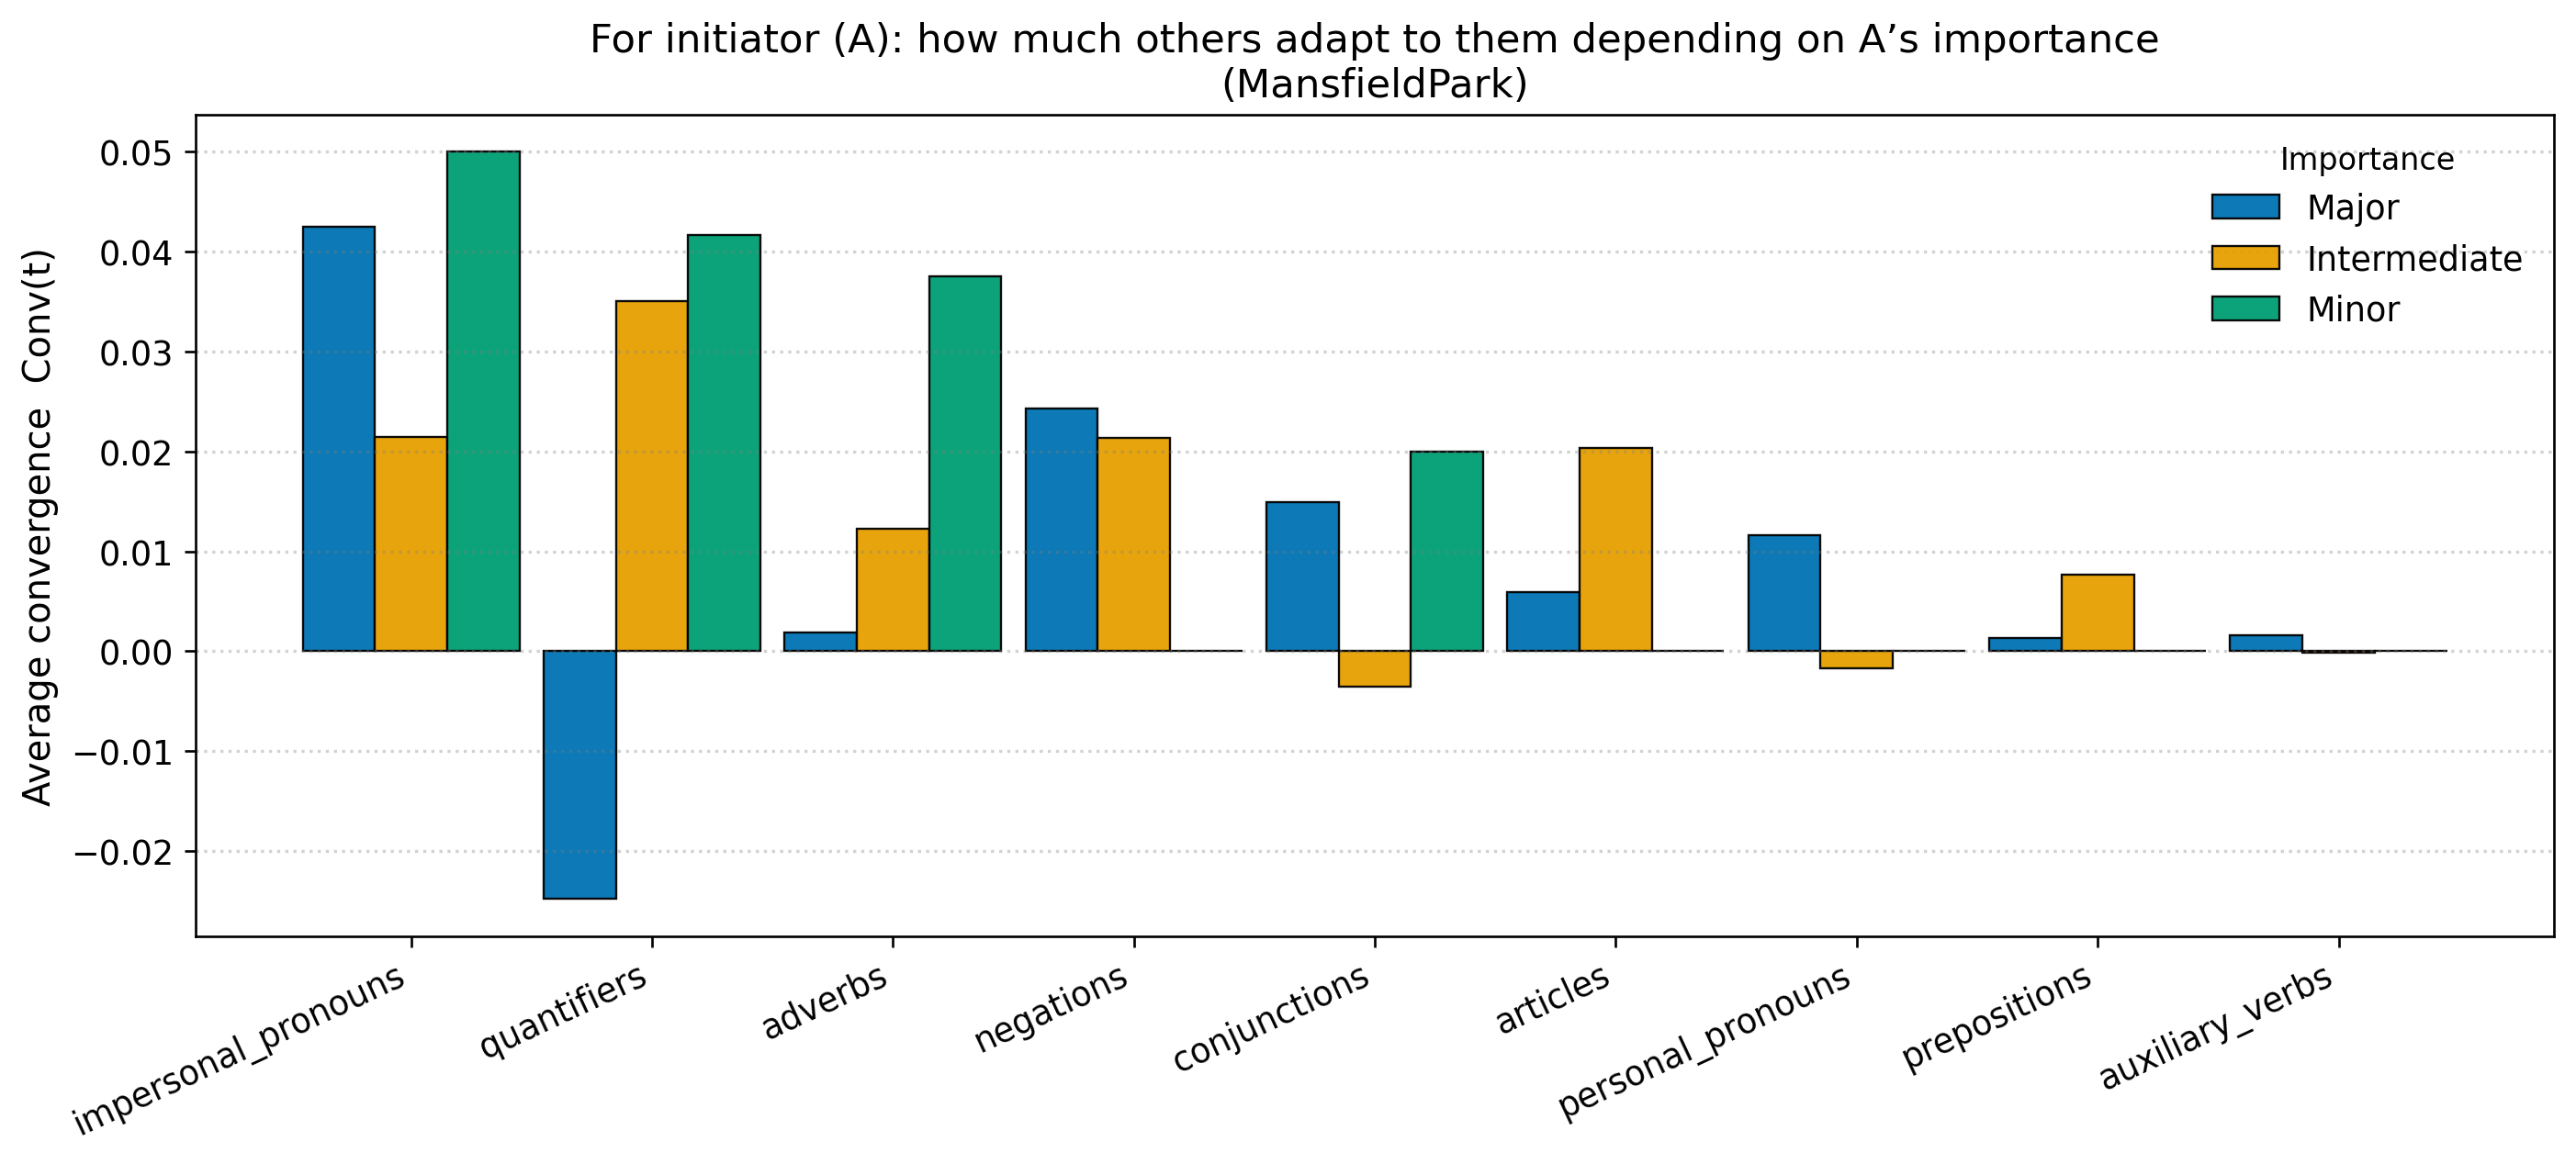 For initiator (A): how much others adapt to them depending on A’s importance
(MansfieldPark)
Average convergence  Conv(t)
0.05
0.04
0.03
0.02
0.01
0.00
−0.01
−0.02
Importance
Major
Intermediate
Minor
impersonal_pronouns
quantifiers
adverbs
negations
conjunctions
articles
personal_pronouns
prepositions
auxiliary_verbs